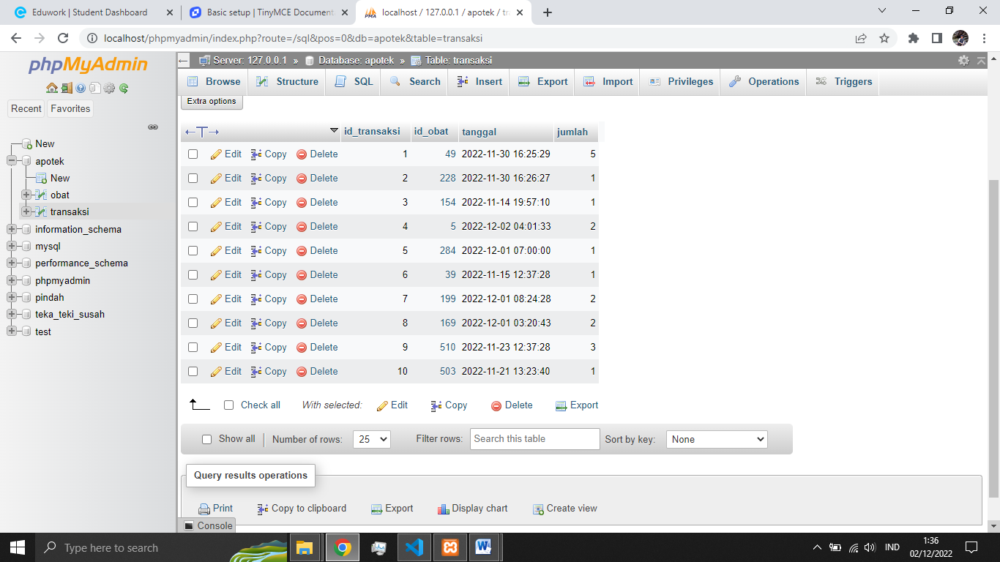 Eduwork | Student Dashboard
Basic setup | TinyMCE Document
localhost / 127.0.0.1 / apotek / tr
localhost/phpmyadmin/index.php?route=/sql&pos=0&db=apotek&table=transaksi
phpMyAdmin
Recent Favorites
New
apotek
New
obat
transaksi
information_schema
mysql
performance_schema
phpmyadmin
pindah
teka_teki_susah
test
Server: 127.0.0.1 » Database: apotek » Table: transaksi
Browse Structure SQL Search Insert Export Import Privileges Operations Triggers
Extra options
id_transaksi id_obat tanggal jumlah
Edit Copy Delete 1 49 2022-11-30 16:25:29 5
Edit Copy Delete 2 228 2022-11-30 16:26:27 1
Edit Copy Delete 3 154 2022-11-14 19:57:10 1
Edit Copy Delete 4 5 2022-12-02 04:01:33 2
Edit Copy Delete 5 284 2022-12-01 07:00:00 1
Edit Copy Delete 6 39 2022-11-15 12:37:28 1
Edit Copy Delete 7 199 2022-12-01 08:24:28 2
Edit Copy Delete 8 169 2022-12-01 03:20:43 2
Edit Copy Delete 9 510 2022-11-23 12:37:28 3
Edit Copy Delete 10 503 2022-11-21 13:23:40 1
Check all With selected: Edit Copy Delete Export
Show all Number of rows: 25 Filter rows: Search this table Sort by key: None
Query results operations
Print Copy to clipboard Export Display chart Create view
Console
Type here to search
IND
1:36
02/12/2022